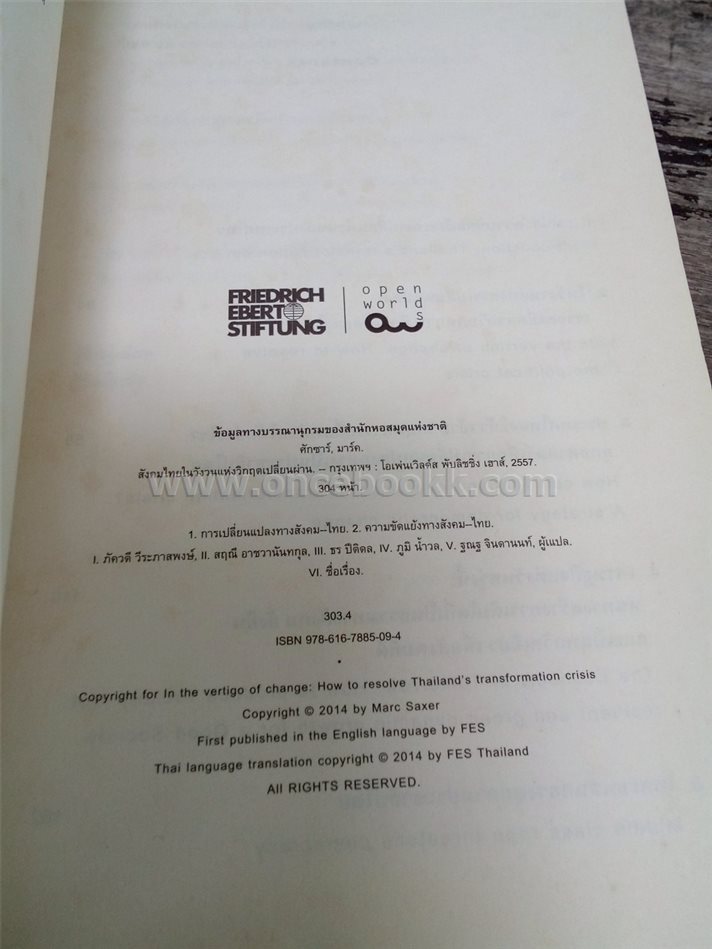 FRIEDRICH
EBERT
STIFTUNG
open
world
s
ข้อมูลทางบรรณานุกรมของสำนักหอสมุดแห่งชาติ
ศักซาร์, มาร์ค.
สังคมไทยในวังวนแห่งวิกฤตเปลี่ยนผ่าน. -- กรุงเทพฯ : โอเพ่นเวิลด์ส พับลิชชิ่ง เฮาส์, 2557.
304 หน้า.
www.oncebookk.com
1. การเปลี่ยนแปลงทางสังคม--ไทย. 2. ความขัดแย้งทางสังคม--ไทย.
I. ภัควดี วีระภาสพงษ์, II. สฤณี อาชวานันทกุล, III. ธร ปีติดล, IV. ภูมิ น้ำวล, V. ฐณฐ จินดานนท์, ผู้แปล.
VI. ชื่อเรื่อง.
303.4
ISBN 978-616-7885-09-4
•
Copyright for In the vertigo of change: How to resolve Thailand's transformation crisis
Copyright © 2014 by Marc Saxer
First published in the English language by FES
Thai language translation copyright © 2014 by FES Thailand
All RIGHTS RESERVED.